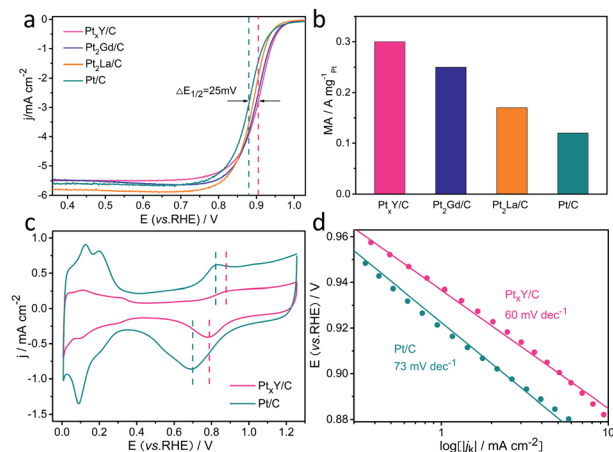 a
j/mA cm⁻²
0
-1
-2
-3
-4
-5
-6
PtₓY/C
Pt₂Gd/C
Pt₂La/C
Pt/C
△E₁/₂=25mV
0.4 0.5 0.6 0.7 0.8 0.9 1.0
E (vs.RHE) / V
b
MA / A mg⁻¹Pt
0.3
0.2
0.1
0.0
PtₓY/C Pt₂Gd/C Pt₂La/C Pt/C
c
j / mA cm⁻²
1.0
0.5
0.0
-0.5
-1.0
-1.5
PtₓY/C
Pt/C
0.0 0.2 0.4 0.6 0.8 1.0 1.2
E (vs.RHE) / V
d
E (vs.RHE) / V
0.96
0.94
0.92
0.90
0.88
PtₓY/C
60 mV dec⁻¹
Pt/C
73 mV dec⁻¹
1 10
log[|jₖ| / mA cm⁻²)